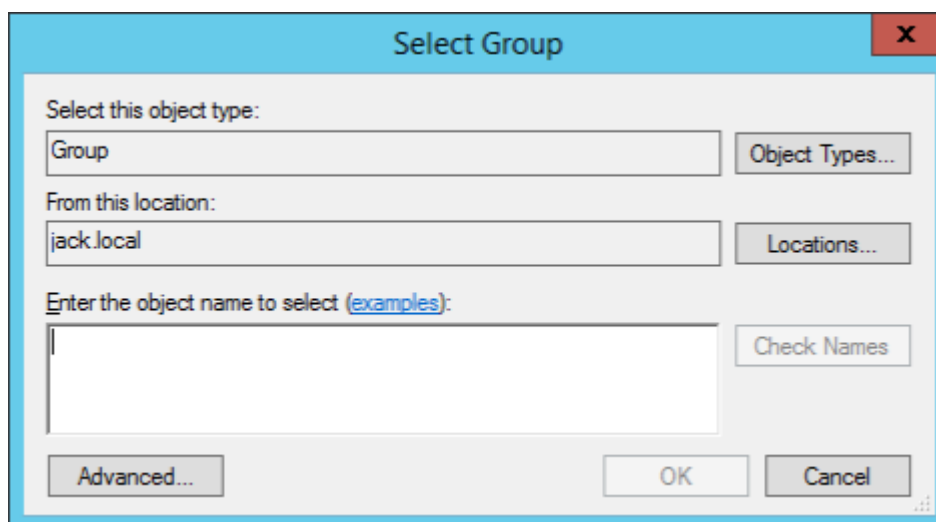 Select Group
x
Select this object type:
Group
Object Types...
From this location:
jack.local
Locations...
Enter the object name to select (examples):
Check Names
Advanced...
OK
Cancel